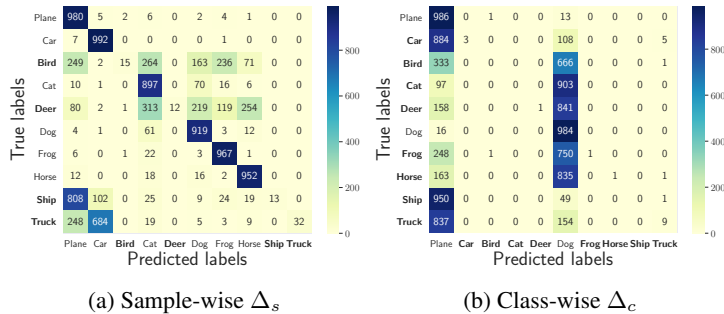 True labels
Plane 980 5 2 6 0 2 4 1 0 0
Car 7 992 0 0 0 0 1 0 0 0
Bird 249 2 15 264 0 163 236 71 0 0
Cat 10 1 0 897 0 70 16 6 0 0
Deer 80 2 1 313 12 219 119 254 0 0
Dog 4 1 0 61 0 919 3 12 0 0
Frog 6 0 1 22 0 3 967 1 0 0
Horse 12 0 0 18 0 16 2 952 0 0
Ship 808 102 0 25 0 9 24 19 13 0
Truck 248 684 0 19 0 5 3 9 0 32
Plane Car Bird Cat Deer Dog Frog Horse Ship Truck
Predicted labels
800
600
400
200
0
(a) Sample-wise Δs
True labels
Plane 986 0 1 0 0 13 0 0 0 0
Car 884 3 0 0 0 108 0 0 0 5
Bird 333 0 0 0 0 666 0 0 0 1
Cat 97 0 0 0 0 903 0 0 0 0
Deer 158 0 0 0 1 841 0 0 0 0
Dog 16 0 0 0 0 984 0 0 0 0
Frog 248 0 1 0 0 750 1 0 0 0
Horse 163 0 0 0 0 835 0 1 0 1
Ship 950 0 0 0 0 49 0 0 0 1
Truck 837 0 0 0 0 154 0 0 0 9
Plane Car Bird Cat Deer Dog Frog Horse Ship Truck
Predicted labels
800
600
400
200
0
(b) Class-wise Δc